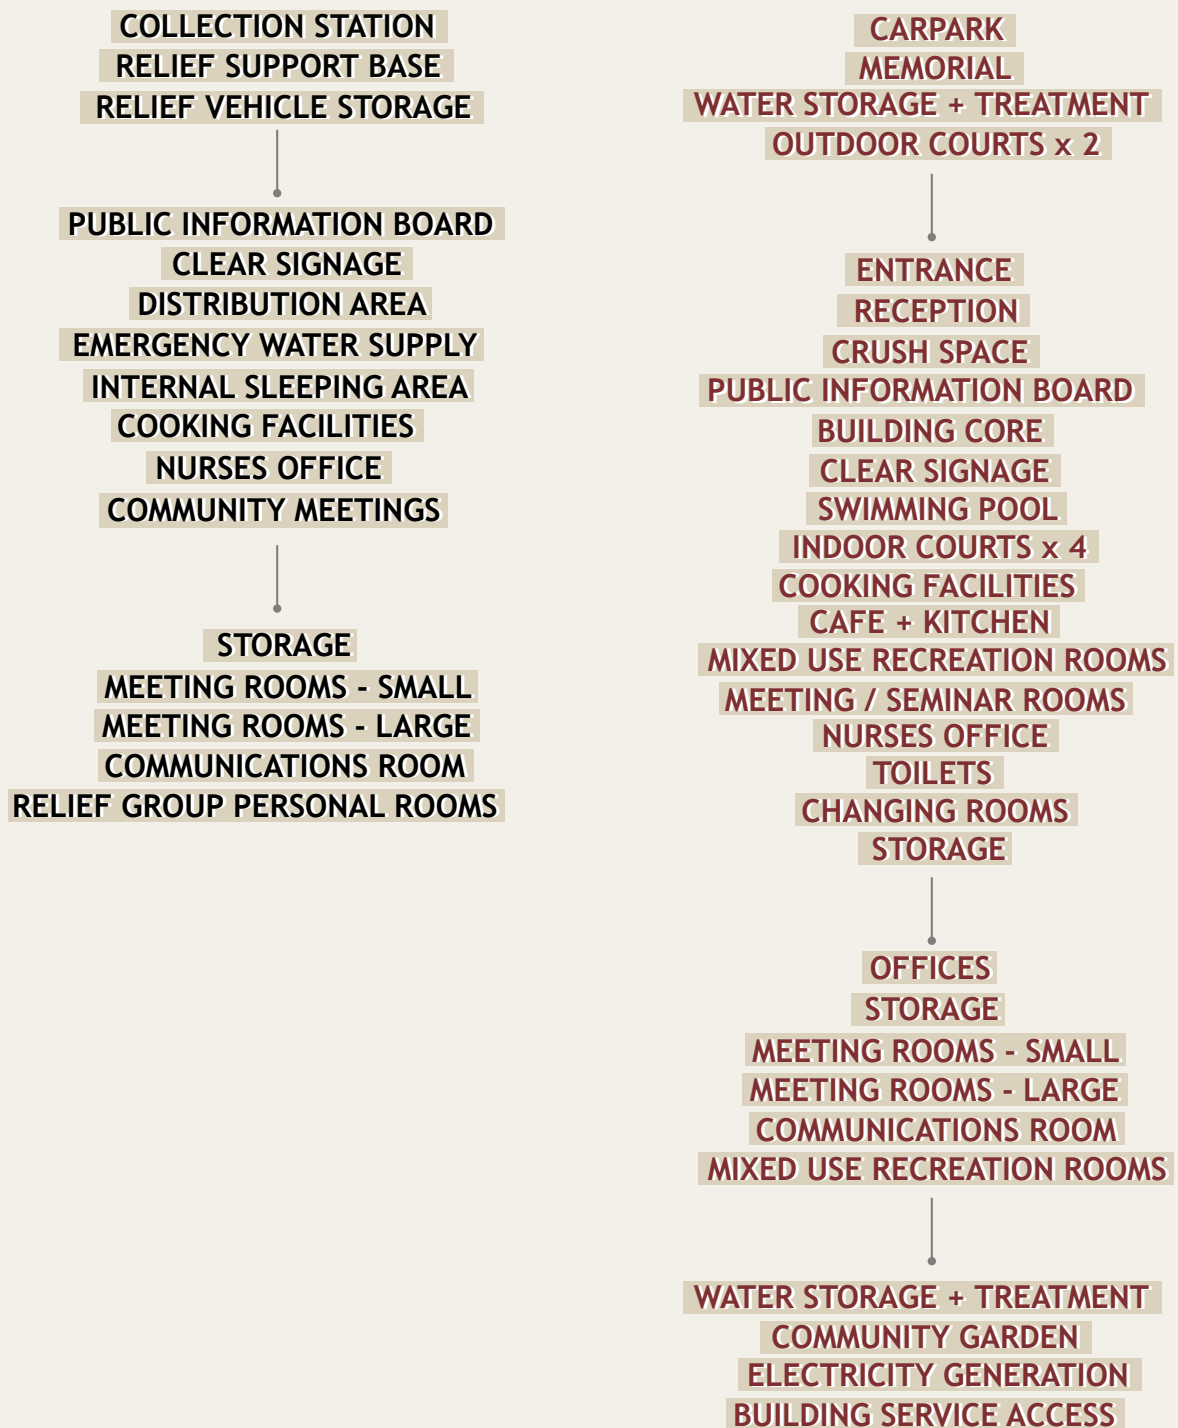 COLLECTION STATION
RELIEF SUPPORT BASE
RELIEF VEHICLE STORAGE
PUBLIC INFORMATION BOARD
CLEAR SIGNAGE
DISTRIBUTION AREA
EMERGENCY WATER SUPPLY
INTERNAL SLEEPING AREA
COOKING FACILITIES
NURSES OFFICE
COMMUNITY MEETINGS
STORAGE
MEETING ROOMS - SMALL
MEETING ROOMS - LARGE
COMMUNICATIONS ROOM
RELIEF GROUP PERSONAL ROOMS
CARPARK
MEMORIAL
WATER STORAGE + TREATMENT
OUTDOOR COURTS x 2
ENTRANCE
RECEPTION
CRUSH SPACE
PUBLIC INFORMATION BOARD
BUILDING CORE
CLEAR SIGNAGE
SWIMMING POOL
INDOOR COURTS x 4
COOKING FACILITIES
CAFE + KITCHEN
MIXED USE RECREATION ROOMS
MEETING / SEMINAR ROOMS
NURSES OFFICE
TOILETS
CHANGING ROOMS
STORAGE
OFFICES
STORAGE
MEETING ROOMS - SMALL
MEETING ROOMS - LARGE
COMMUNICATIONS ROOM
MIXED USE RECREATION ROOMS
WATER STORAGE + TREATMENT
COMMUNITY GARDEN
ELECTRICITY GENERATION
BUILDING SERVICE ACCESS